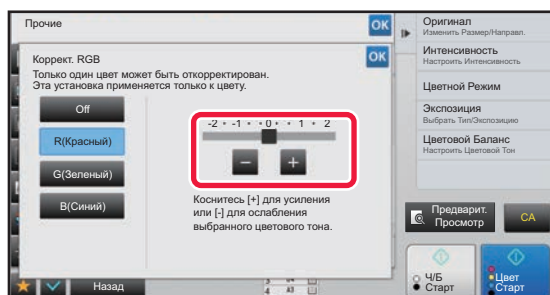 Прочие
OK
Коррект. RGB
OK
Только один цвет может быть откорректирован.
Эта установка применяется только к цвету.
Off
R(Красный)
G(Зеленый)
B(Синий)
-2 • -1 • •0• • 1 • 2
− +
Коснитесь [+] для усиления
или [-] для ослабления
выбранного цветового тона.
Назад
Оригинал
Изменить Размер/Направл.
Интенсивность
Настроить Интенсивность
Цветной Режим
Экспозиция
Выбрать Тип/Экспозицию
Цветовой Баланс
Настроить Цветовой Тон
Предварит.
Просмотр
CA
Ч/Б
Старт
Цвет
Старт